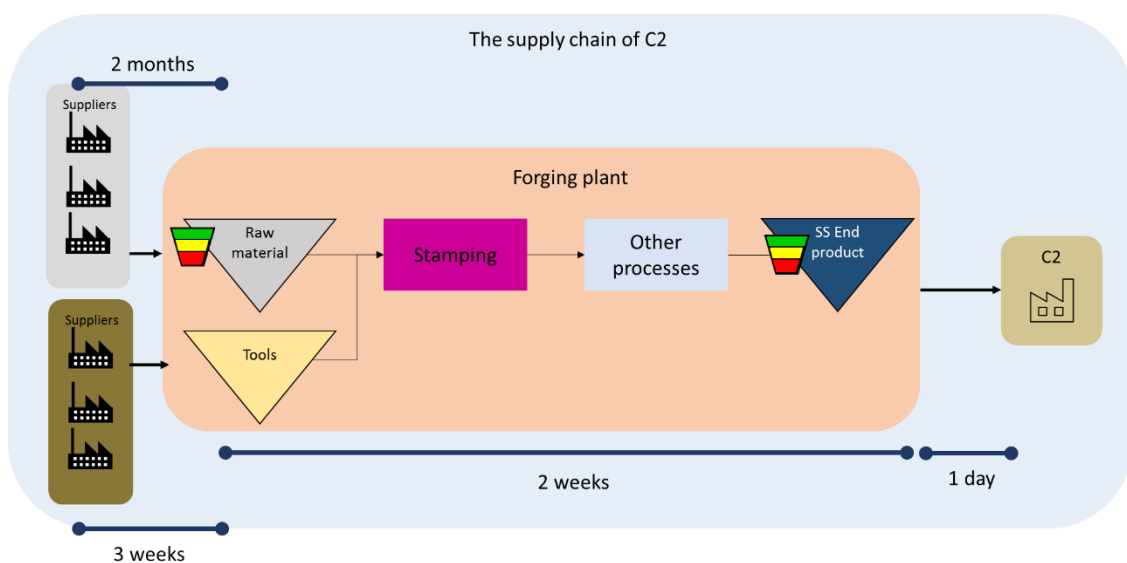 The supply chain of C2
2 months
Suppliers
Forging plant
Raw
material
Stamping
Other
processes
SS End
product
C2
Suppliers
Tools
2 weeks
1 day
3 weeks